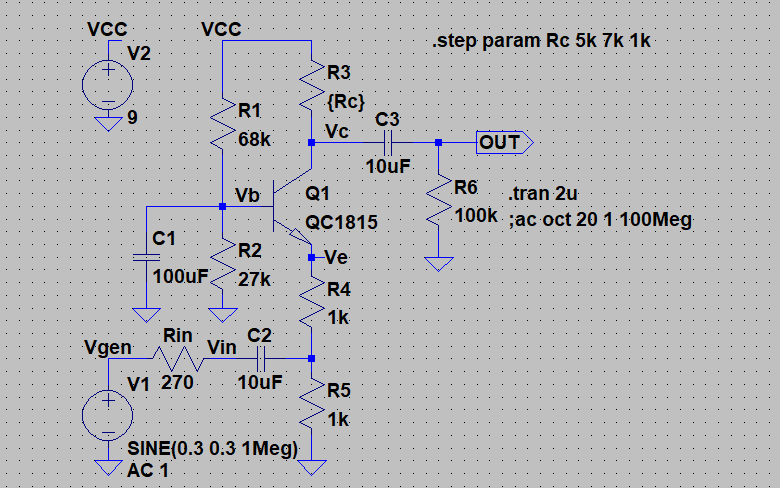 VCC
V2
9
VCC
.step param Rc 5k 7k 1k
R3
{Rc}
R1
68k
Vc
C3
10uF
OUT
R6
100k
.tran 2u
;ac oct 20 1 100Meg
Vb
Q1
QC1815
C1
100uF
R2
27k
Ve
R4
1k
Vgen
Rin
270
Vin
C2
10uF
R5
1k
V1
SINE(0.3 0.3 1Meg)
AC 1